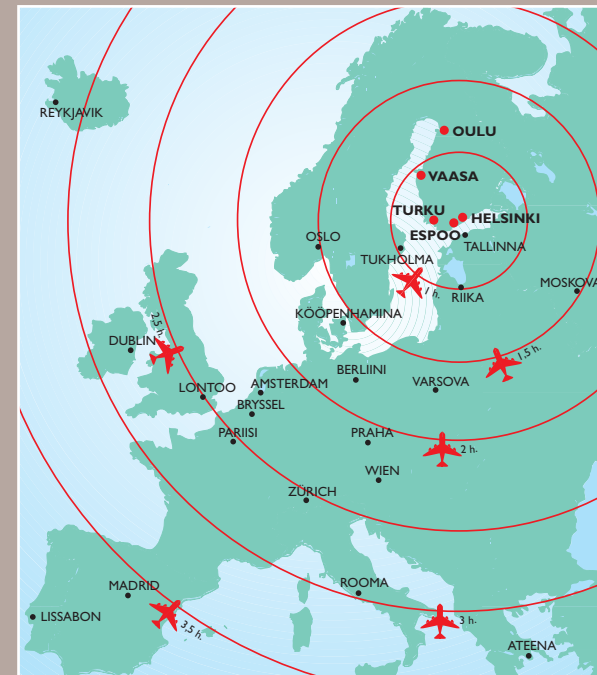 REYKJAVIK
OULU
VAASA
TURKU
HELSINKI
ESPOO
TALLINNA
OSLO
TUKHOLMA
MOSKOVA
1 h.
RIIKA
KÖÖPENHAMINA
2,5 h.
DUBLIN
1,5 h.
BERLIINI
AMSTERDAM
VARSOVA
LONTOO
BRYSSEL
PARIISI
PRAHA
2 h.
WIEN
ZÜRICH
MADRID
ROOMA
LISSABON
3,5 h.
3 h.
ATEENA